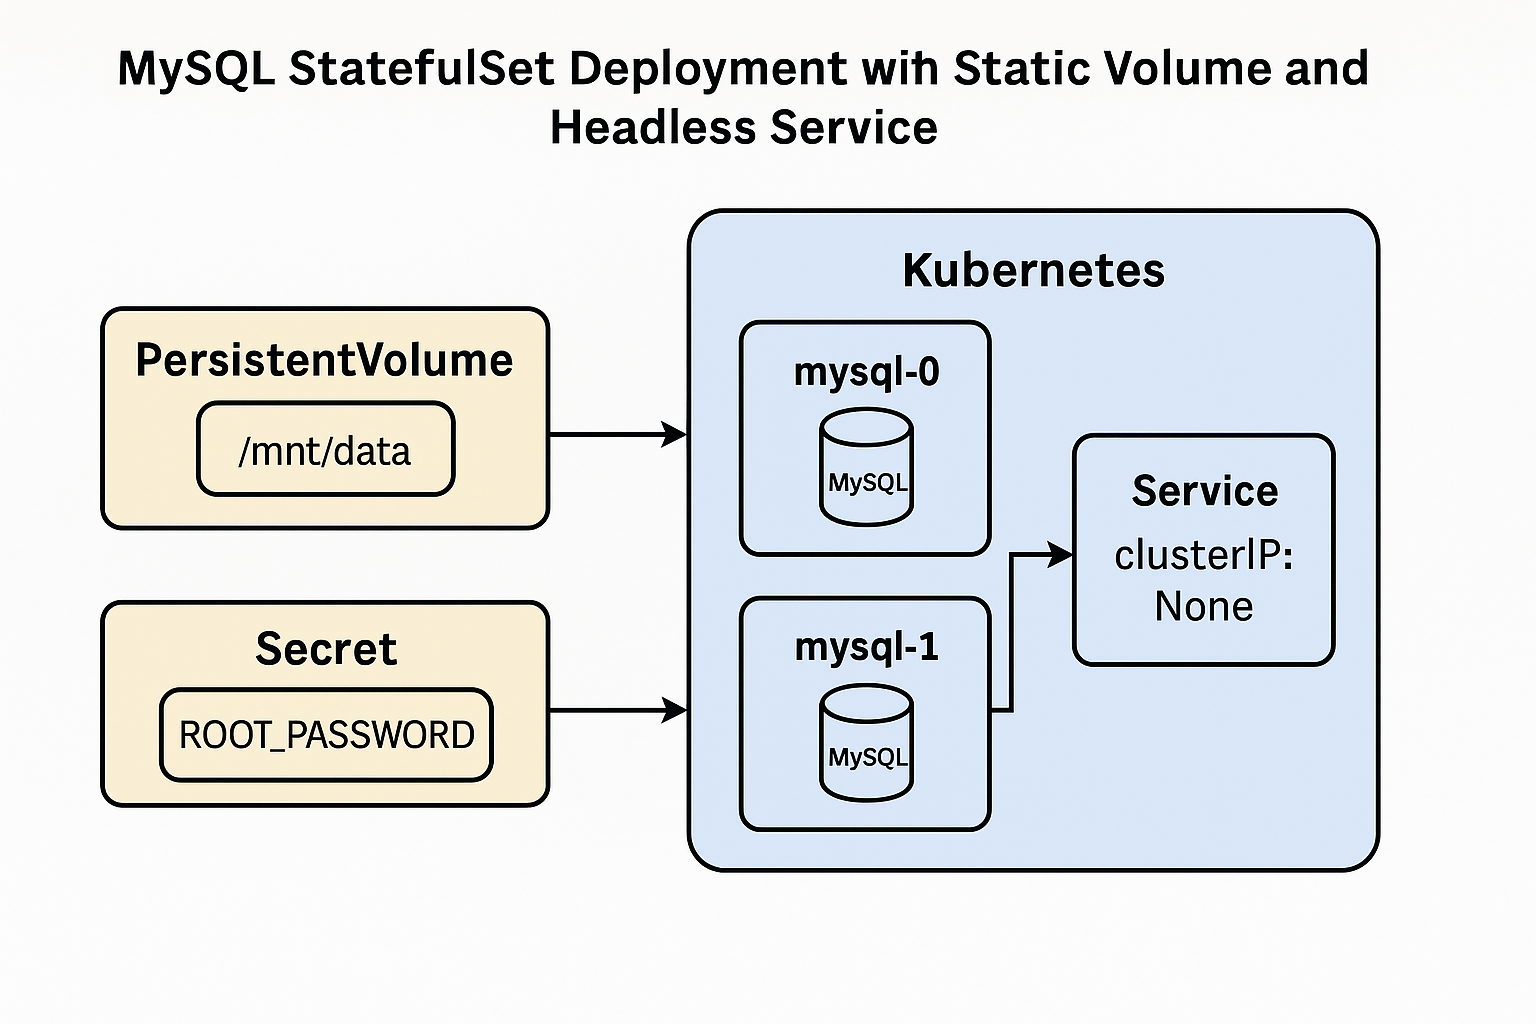 MySQL StatefulSet Deployment wih Static Volume and
Headless Service
Kubernetes
PersistentVolume
/mnt/data
Secret
ROOT_PASSWORD
mysql-0
MySQL
mysql-1
MySQL
Service
clusterIP:
None